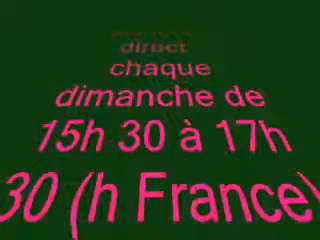 direct
chaque
dimanche de
15h 30 à 17h
30 (h France)